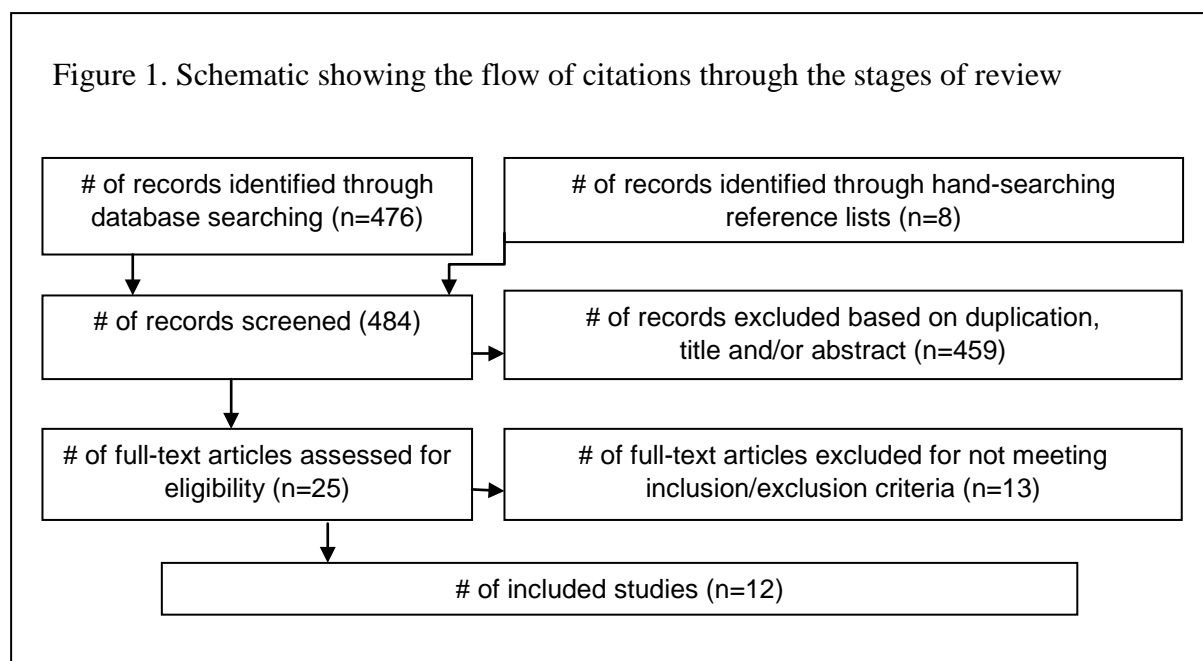 Figure 1. Schematic showing the flow of citations through the stages of review
# of records identified through
database searching (n=476)
# of records identified through hand-searching
reference lists (n=8)
# of records screened (484)
# of records excluded based on duplication,
title and/or abstract (n=459)
# of full-text articles assessed for
eligibility (n=25)
# of full-text articles excluded for not meeting
inclusion/exclusion criteria (n=13)
# of included studies (n=12)